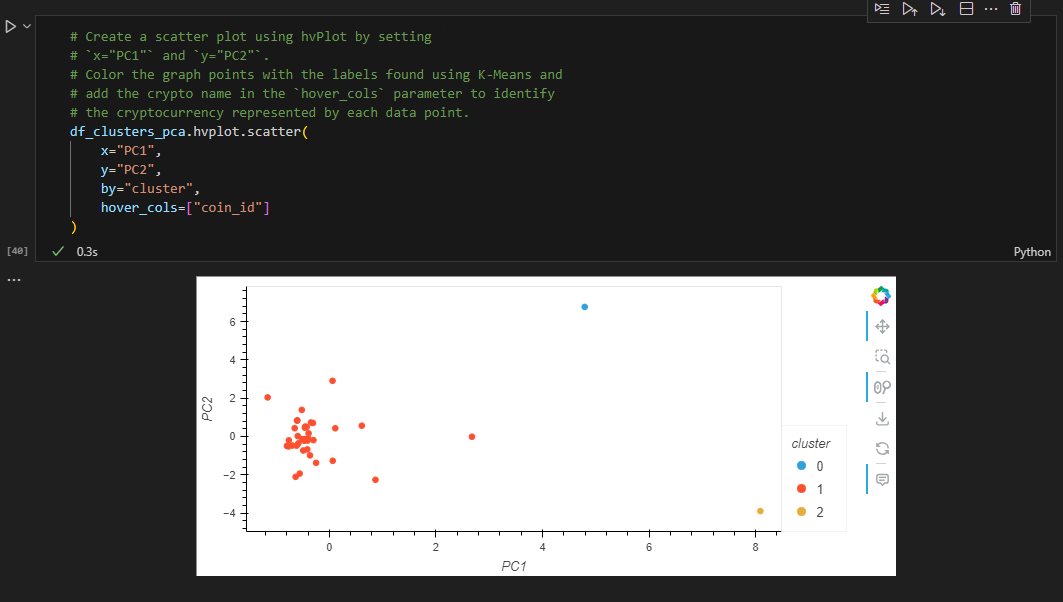 # Create a scatter plot using hvPlot by setting
# `x="PC1"` and `y="PC2"`.
# Color the graph points with the labels found using K-Means and
# add the crypto name in the `hover_cols` parameter to identify
# the cryptocurrency represented by each data point.
df_clusters_pca.hvplot.scatter(
    x="PC1",
    y="PC2",
    by="cluster",
    hover_cols=["coin_id"]
)
[40] 0.3s Python
6
4
2
0
−2
−4
PC2
0 2 4 6 8
PC1
cluster
0
1
2